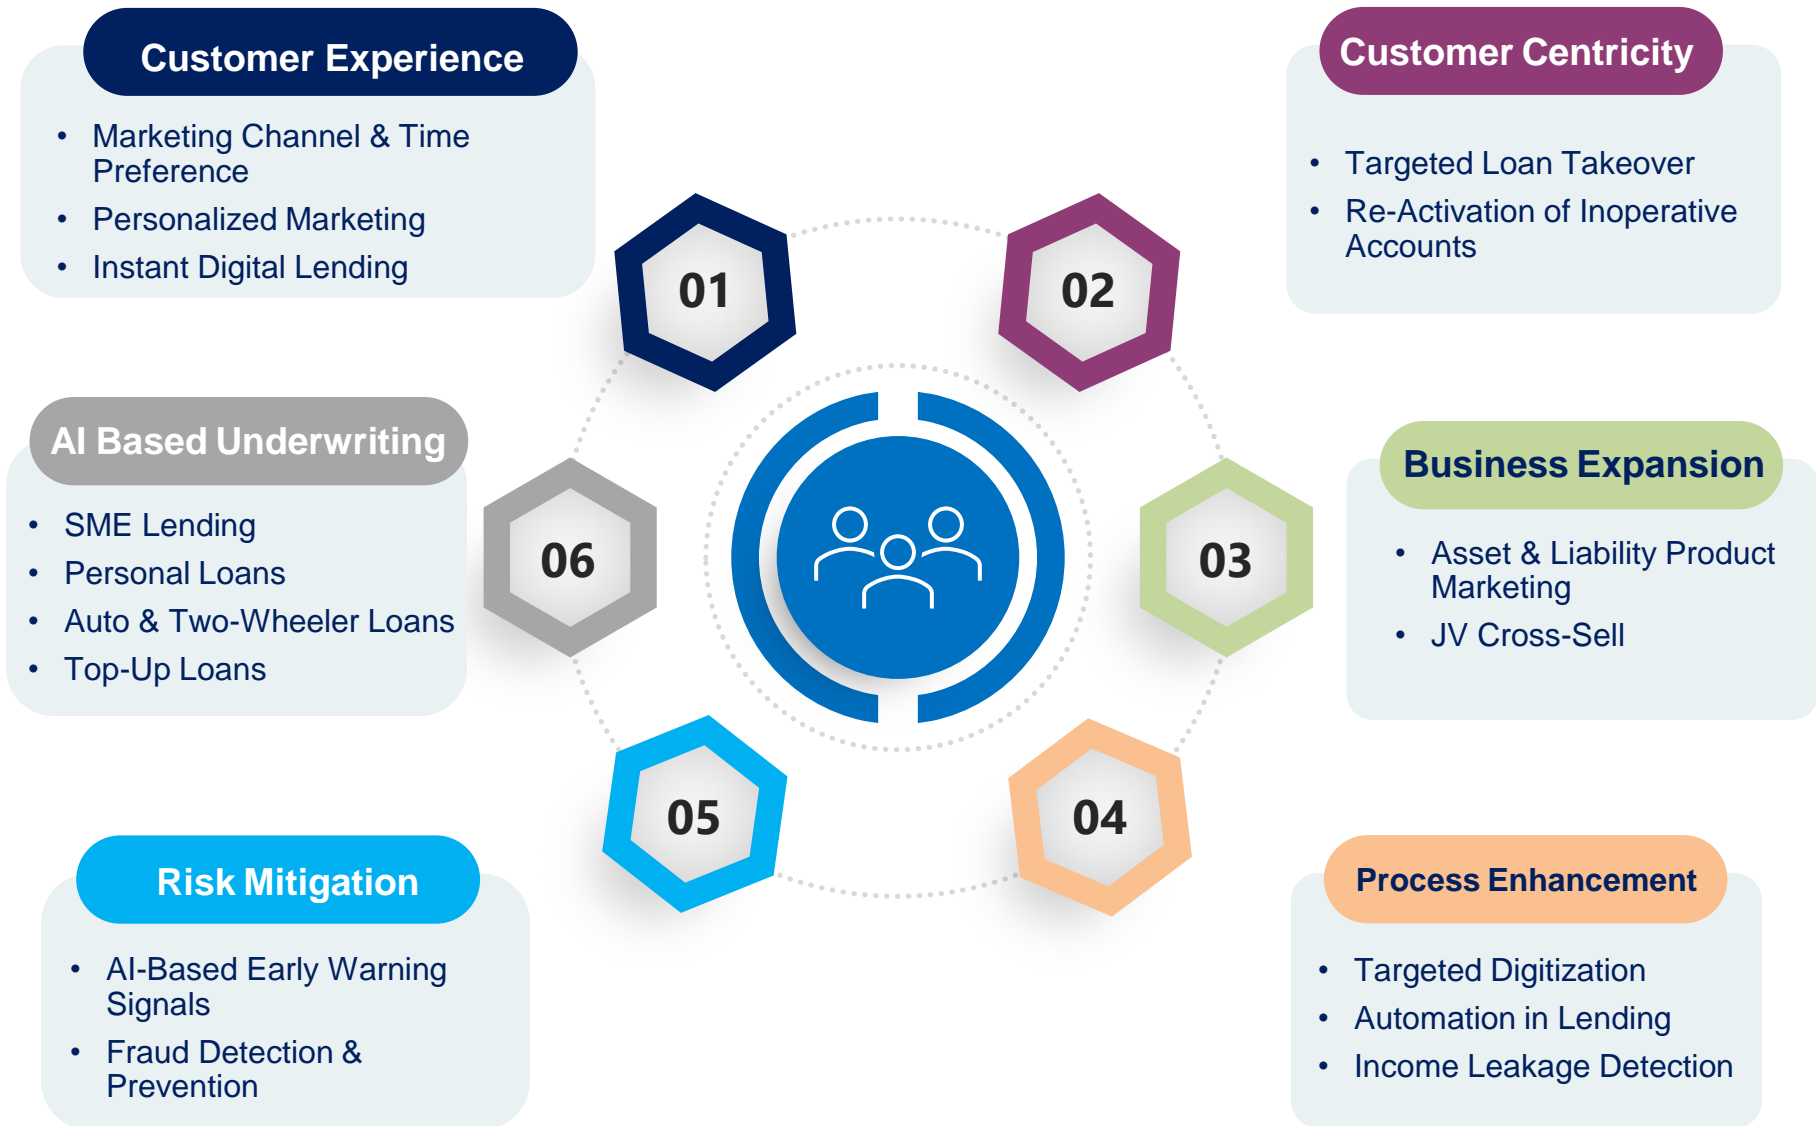 Customer Experience
• Marketing Channel & Time
Preference
• Personalized Marketing
• Instant Digital Lending
01
Customer Centricity
• Targeted Loan Takeover
• Re-Activation of Inoperative
Accounts
02
Business Expansion
• Asset & Liability Product
Marketing
• JV Cross-Sell
03
Process Enhancement
• Targeted Digitization
• Automation in Lending
• Income Leakage Detection
04
Risk Mitigation
• AI-Based Early Warning
Signals
• Fraud Detection &
Prevention
05
AI Based Underwriting
• SME Lending
• Personal Loans
• Auto & Two-Wheeler Loans
• Top-Up Loans
06